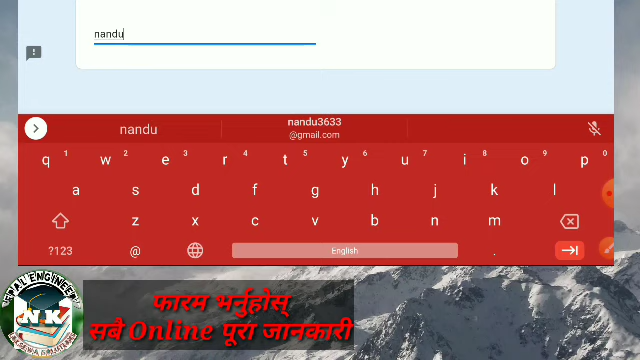 nandu
nandu
nandu3633
@gmail.com
1 2 3 4 5 6 7 8 9 0
q w e r t y u i o p
a s d f g h j k l
z x c v b n m
?123 @ English .
NK
फारम भर्नुहोस्
सबै Online पूरा जानकारी